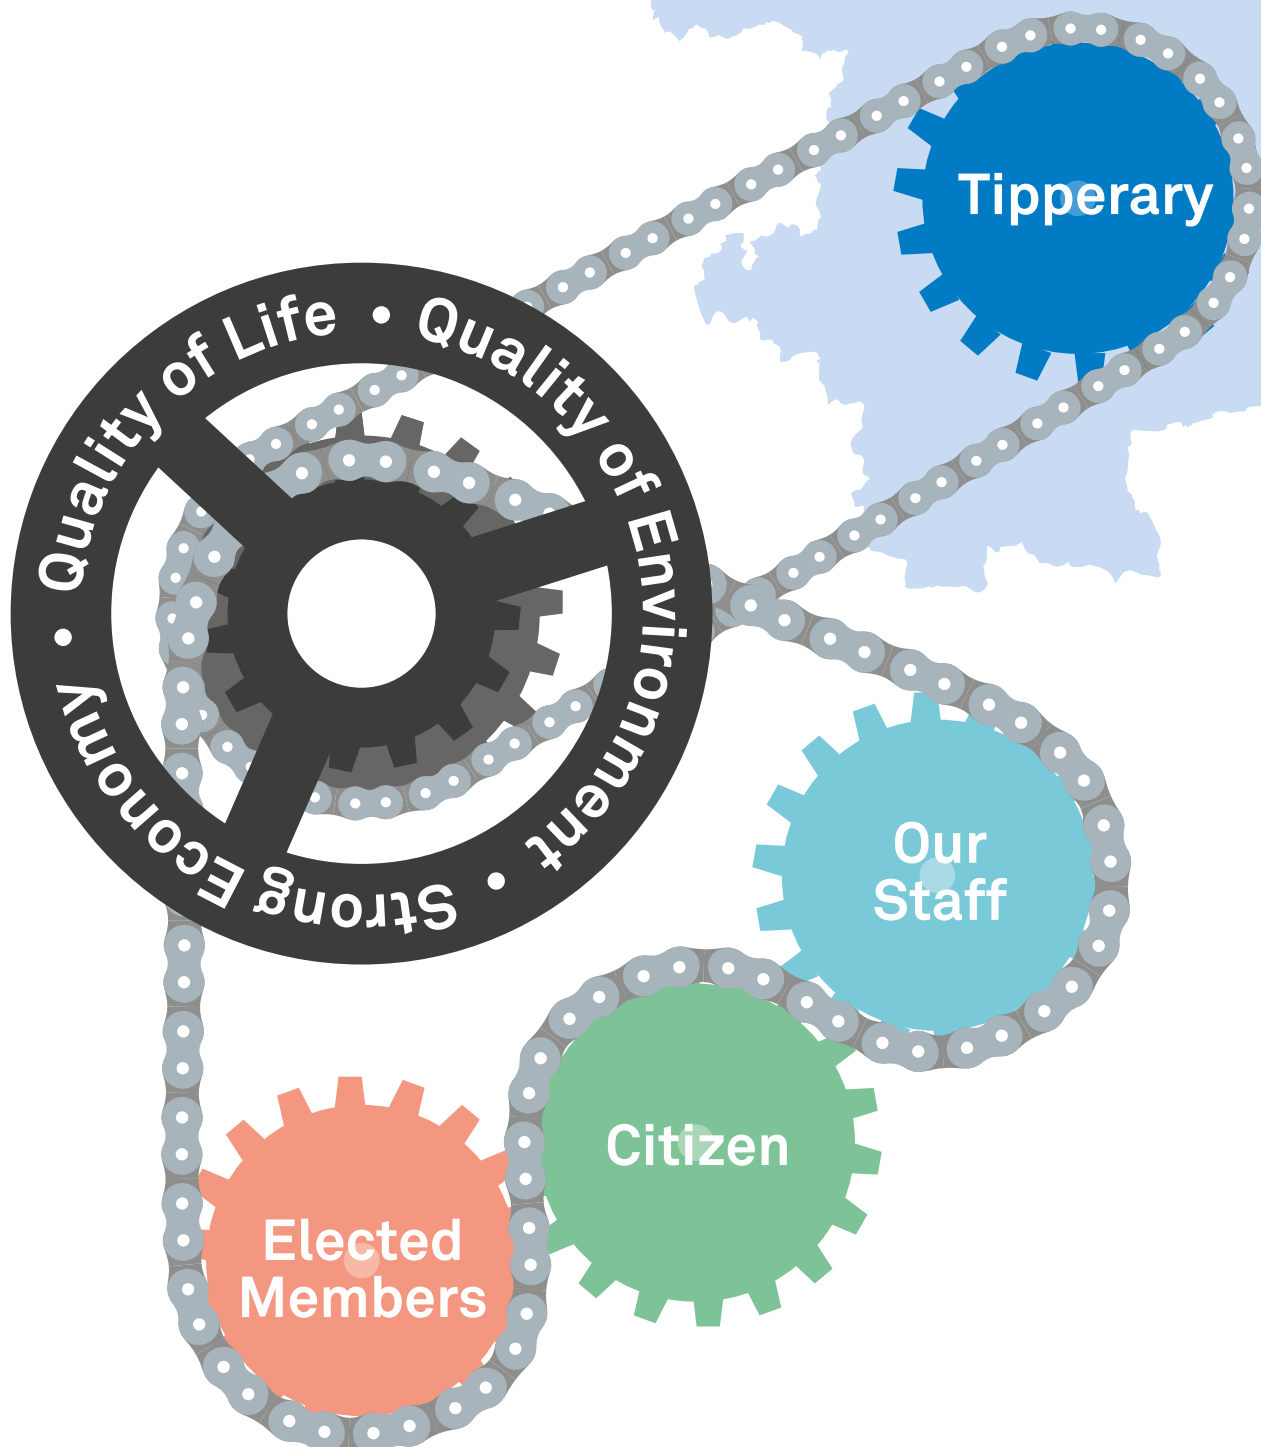 Tipperary
Quality of Life • Quality of Environment • Strong Economy •
Our
Staff
Citizen
Elected
Members